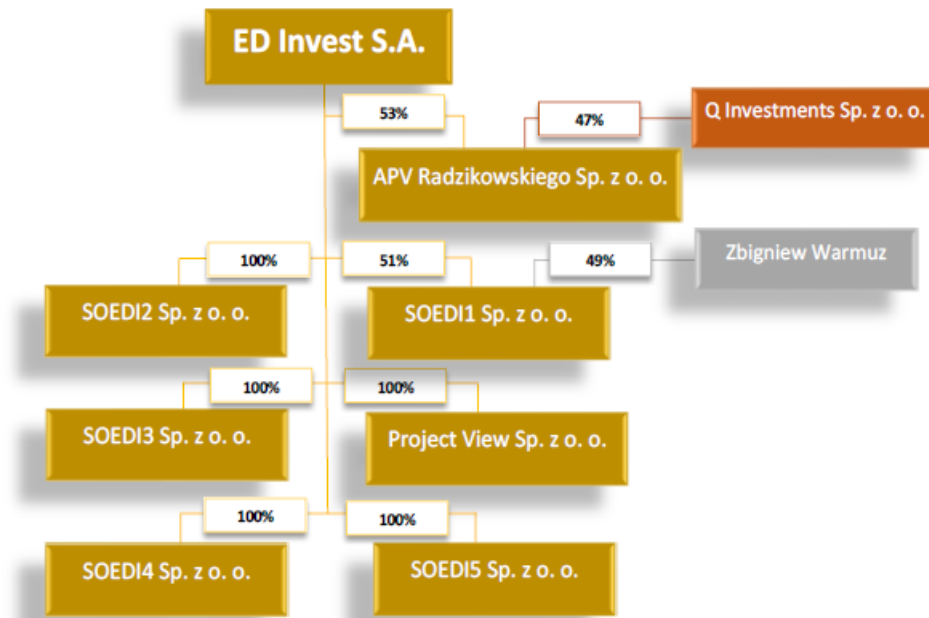 ED Invest S.A.
53%
47%
Q Investments Sp. z o. o.
APV Radzikowskiego Sp. z o. o.
100%
51%
49%
Zbigniew Warmuz
SOEDI2 Sp. z o. o.
SOEDI1 Sp. z o. o.
100%
100%
SOEDI3 Sp. z o. o.
Project View Sp. z o. o.
100%
100%
SOEDI4 Sp. z o. o.
SOEDI5 Sp. z o. o.